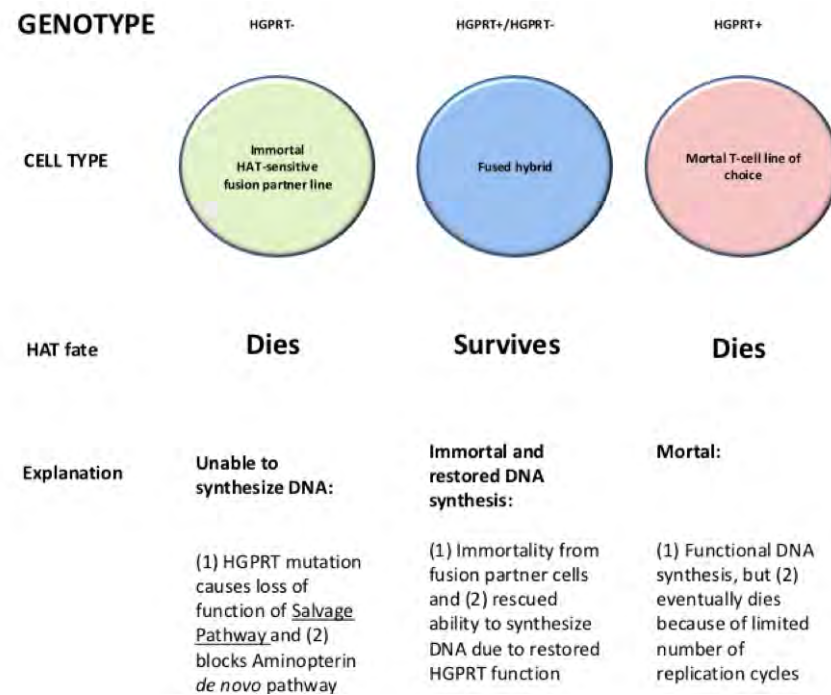 GENOTYPE
HGPRT-
HGPRT+/HGPRT-
HGPRT+
CELL TYPE
Immortal
HAT-sensitive
fusion partner line
Fused hybrid
Mortal T-cell line of
choice
HAT fate
Dies
Survives
Dies
Explanation
Unable to
synthesize DNA:
(1) HGPRT mutation
causes loss of
function of Salvage
Pathway and (2)
blocks Aminopterin
de novo pathway
Immortal and
restored DNA
synthesis:
(1) Immortality from
fusion partner cells
and (2) rescued
ability to synthesize
DNA due to restored
HGPRT function
Mortal:
(1) Functional DNA
synthesis, but (2)
eventually dies
because of limited
number of
replication cycles